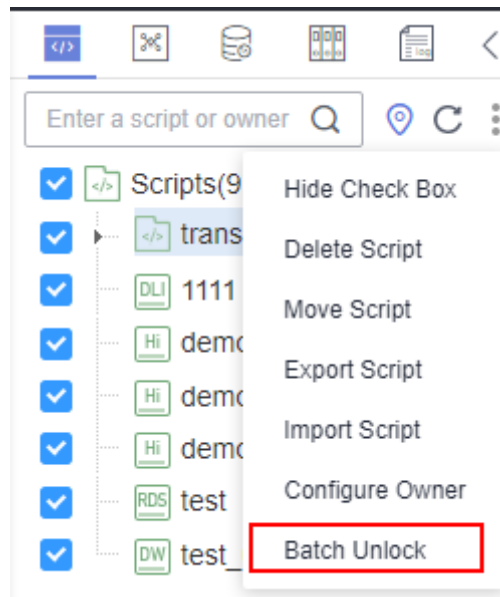 </>
log
Enter a script or owner
</> Scripts(9
Hide Check Box
</> trans
Delete Script
DLI 1111
Move Script
Hi demo
Export Script
Hi demo
Import Script
Hi demo
Configure Owner
RDS test
Batch Unlock
DW test_